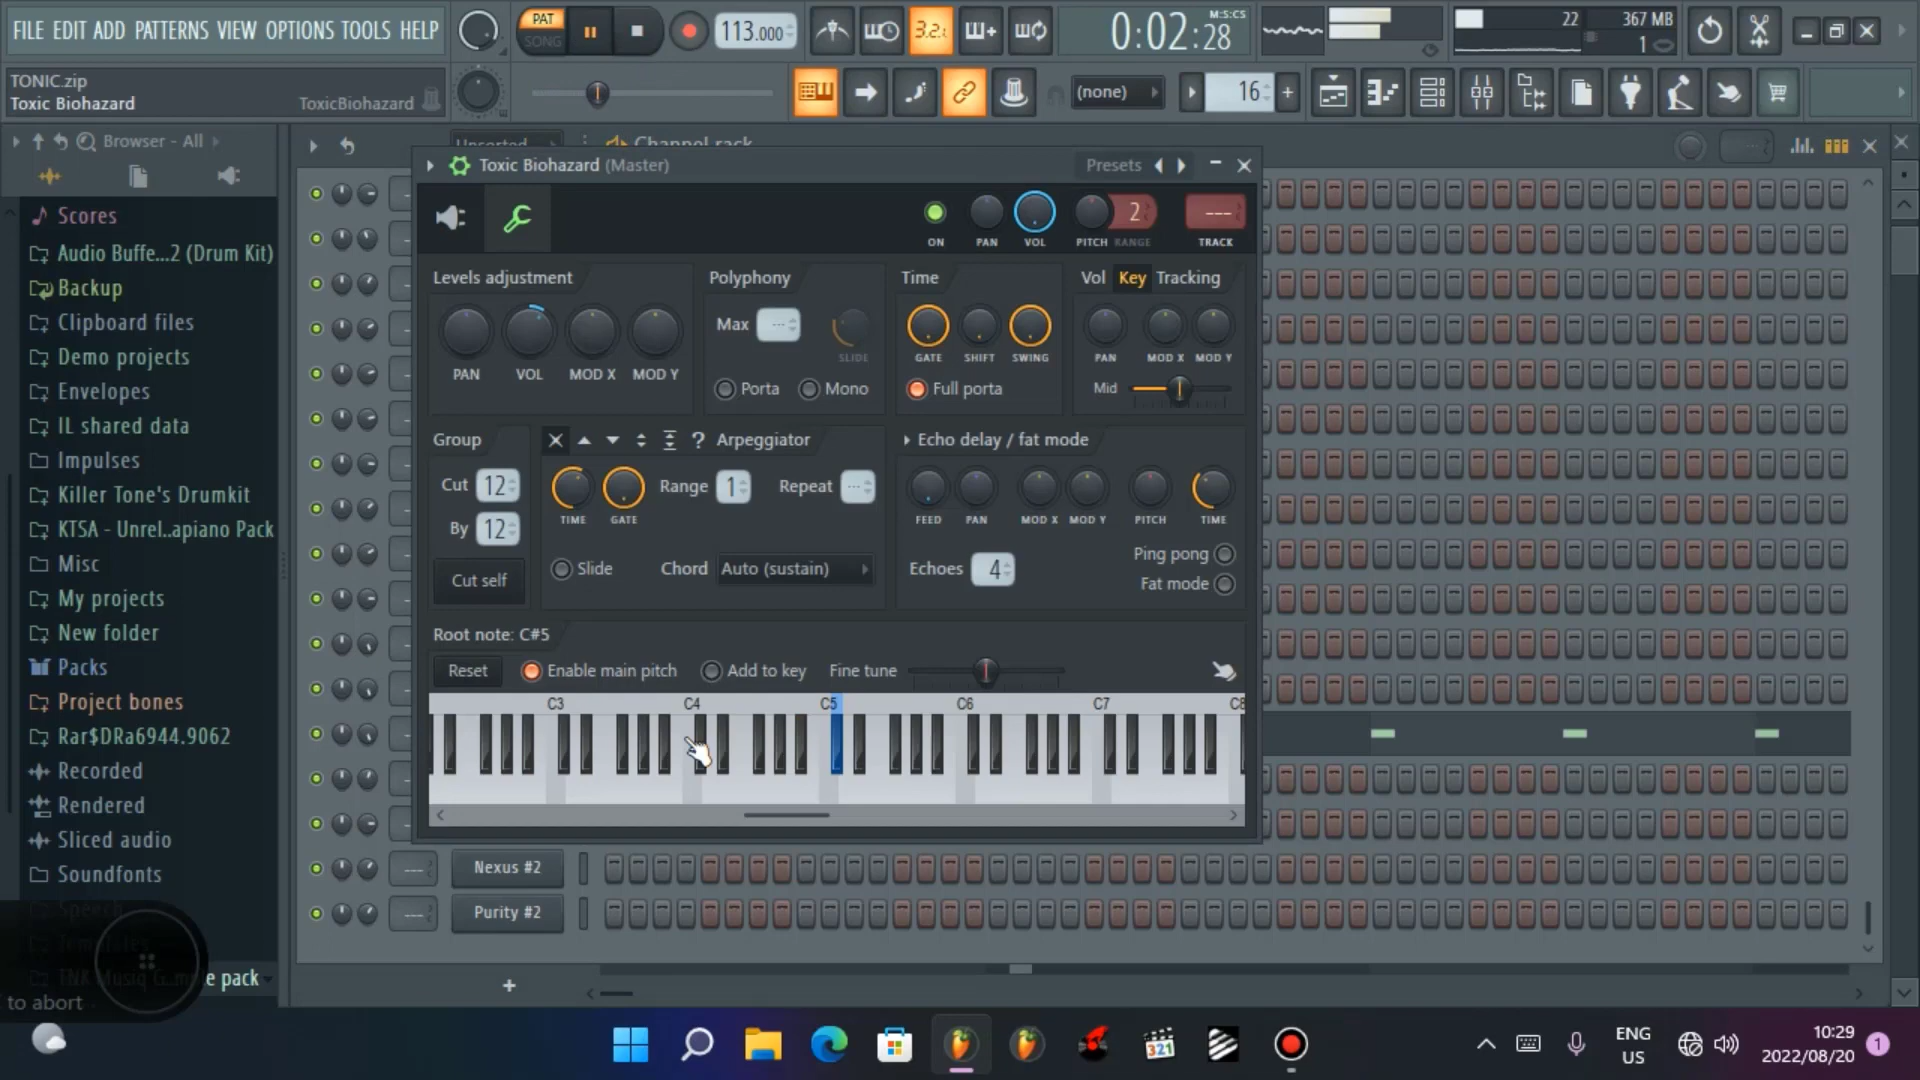 FILE EDIT ADD PATTERNS VIEW OPTIONS TOOLS HELP
PAT
SONG
113.000
3.2.1
0:02:28
M:S:CS
22
367 MB
1
TONIC.zip
Toxic Biohazard
ToxicBiohazard
(none)
16
Browser - All
Channel rack
Scores
Audio Buffe...2 (Drum Kit)
Backup
Clipboard files
Demo projects
Envelopes
IL shared data
Impulses
Killer Tone's Drumkit
KTSA - Unrel..apiano Pack
Misc
My projects
New folder
Packs
Project bones
Rar$DRa6944.9062
Recorded
Rendered
Sliced audio
Soundfonts
Speech
e pack
to abort
Toxic Biohazard (Master)
Presets
2
---
ON
PAN
VOL
PITCH
RANGE
TRACK
Levels adjustment
PAN
VOL
MOD X
MOD Y
Polyphony
Max
SLIDE
Porta
Mono
Time
GATE
SHIFT
SWING
Full porta
Vol Key Tracking
PAN
MOD X
MOD Y
Mid
Group
Cut 12
By 12
Cut self
? Arpeggiator
TIME
GATE
Range 1
Repeat
Slide
Chord Auto (sustain)
Echo delay / fat mode
FEED
PAN
MOD X
MOD Y
PITCH
TIME
Echoes 4
Ping pong
Fat mode
Root note: C#5
Reset
Enable main pitch
Add to key
Fine tune
C3
C4
C5
C6
C7
C8
Nexus #2
Purity #2
321
ENG
US
10:29
2022/08/20
1